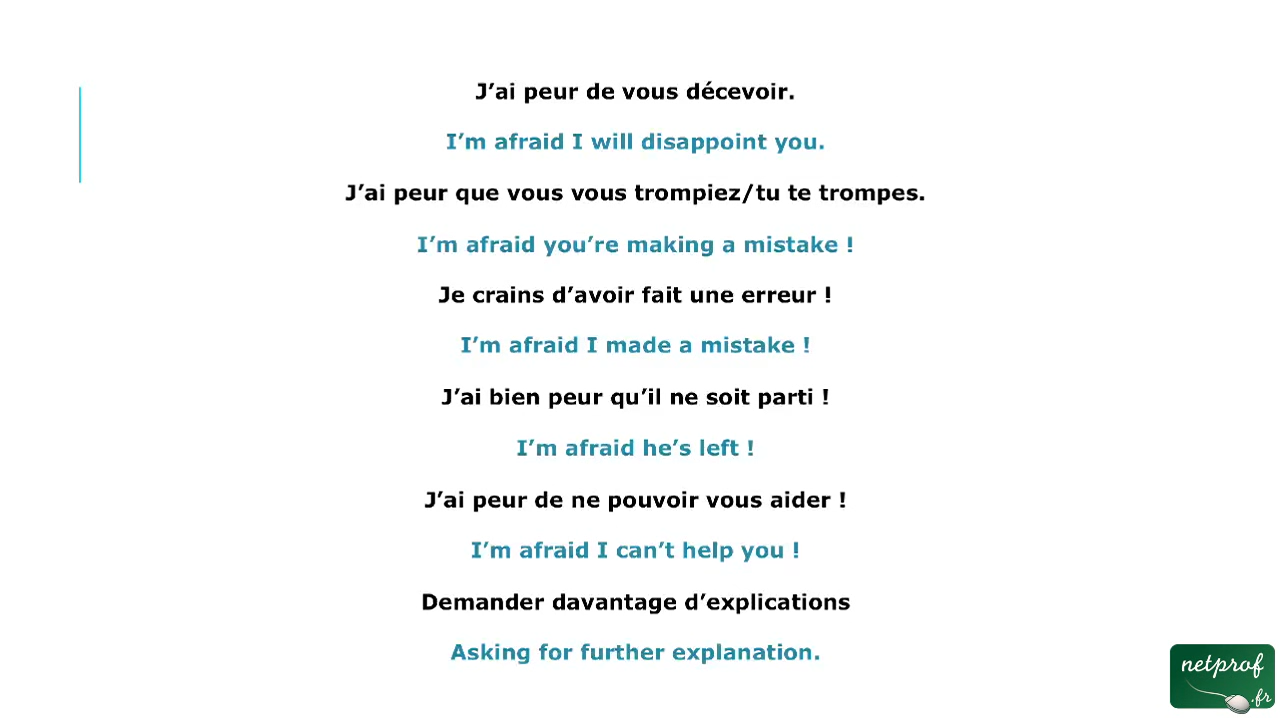 J’ai peur de vous décevoir.
I’m afraid I will disappoint you.
J’ai peur que vous vous trompiez/tu te trompes.
I’m afraid you’re making a mistake !
Je crains d’avoir fait une erreur !
I’m afraid I made a mistake !
J’ai bien peur qu’il ne soit parti !
I’m afraid he’s left !
J’ai peur de ne pouvoir vous aider !
I’m afraid I can’t help you !
Demander davantage d’explications
Asking for further explanation.
netprof
.fr